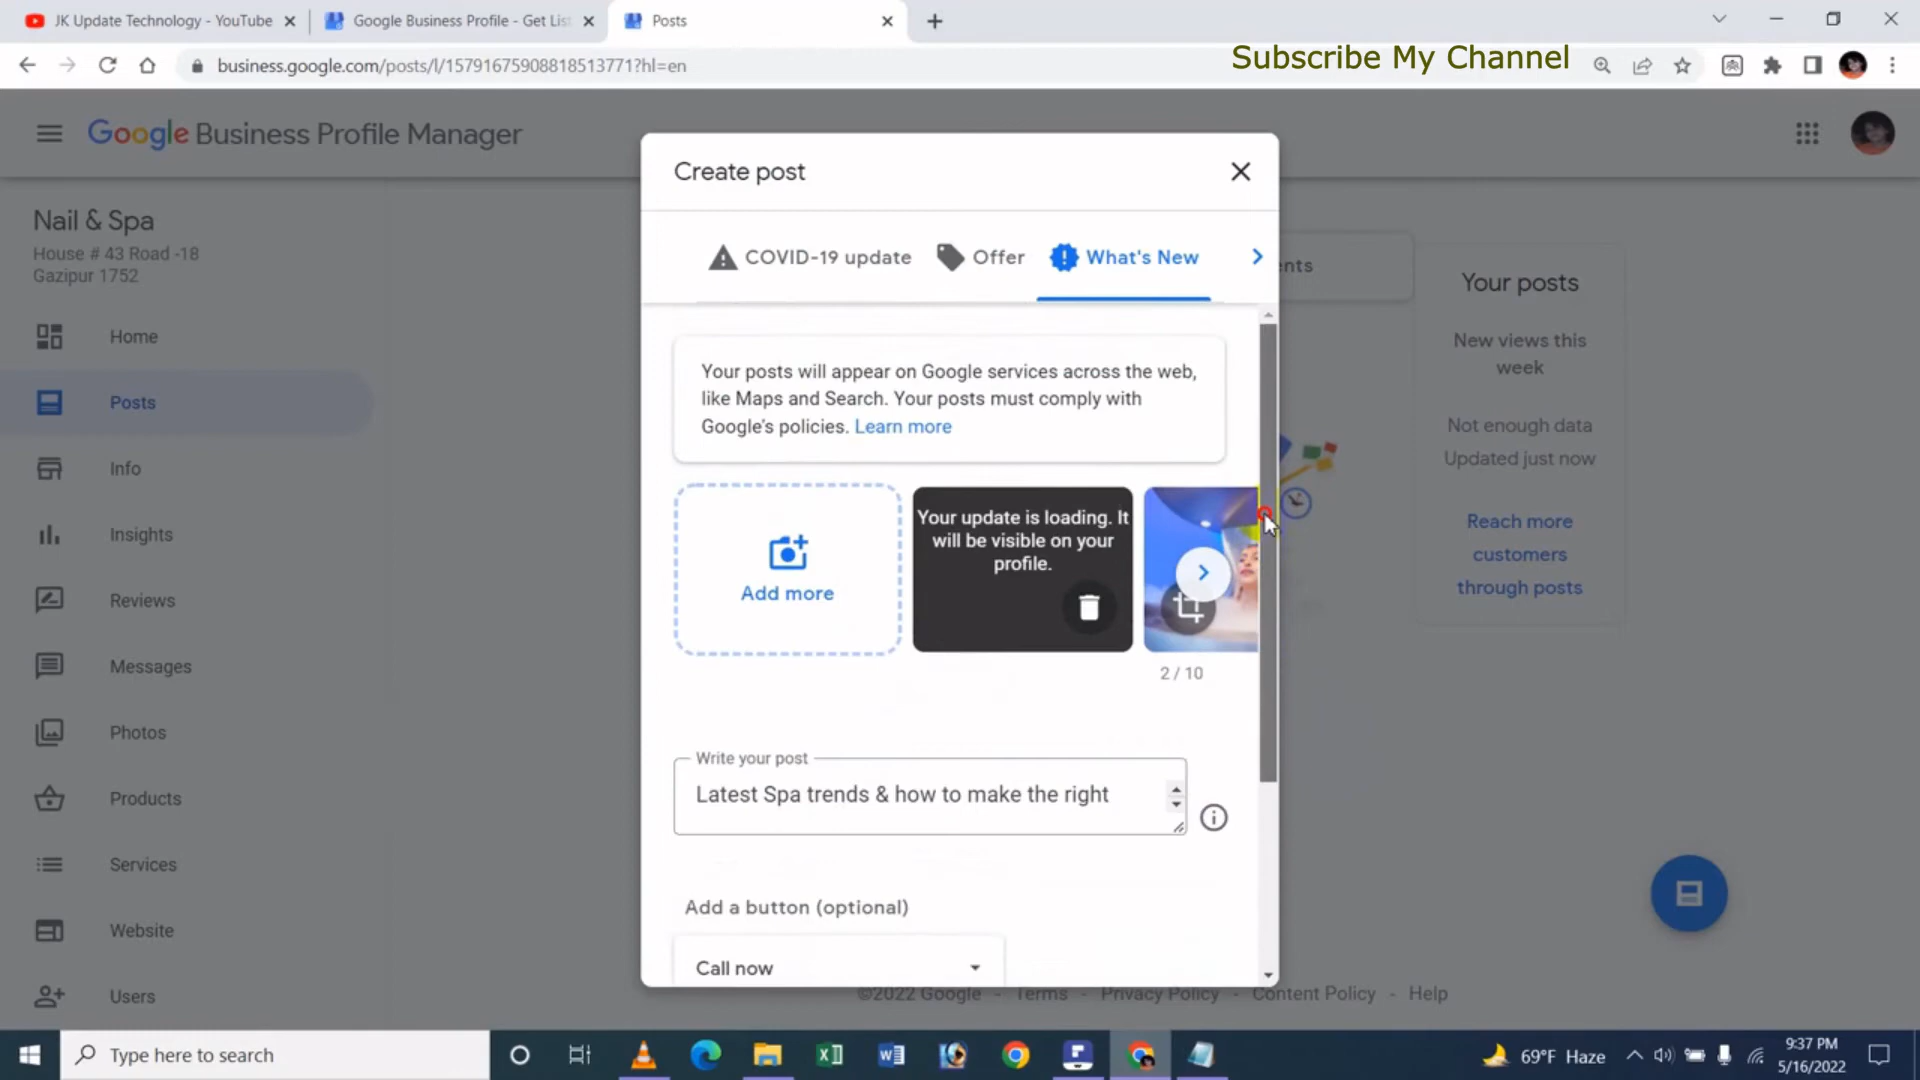 JK Update Technology - YouTube
Google Business Profile - Get List
Posts
business.google.com/posts/l/15791675908818513771?hl=en
Subscribe My Channel
Google Business Profile Manager
Nail & Spa
House # 43 Road -18
Gazipur 1752
Home
Posts
Info
Insights
Reviews
Messages
Photos
Products
Services
Website
Users
Create post
COVID-19 update
Offer
What's New
Your posts will appear on Google services across the web,
like Maps and Search. Your posts must comply with
Google's policies. Learn more
Add more
Your update is loading. It
will be visible on your
profile.
2 / 10
Write your post
Latest Spa trends & how to make the right
Add a button (optional)
Call now
nts
Your posts
New views this
week
Not enough data
Updated just now
Reach more
customers
through posts
©2022 Google - Terms - Privacy Policy - Content Policy - Help
Type here to search
69°F Haze
9:37 PM
5/16/2022